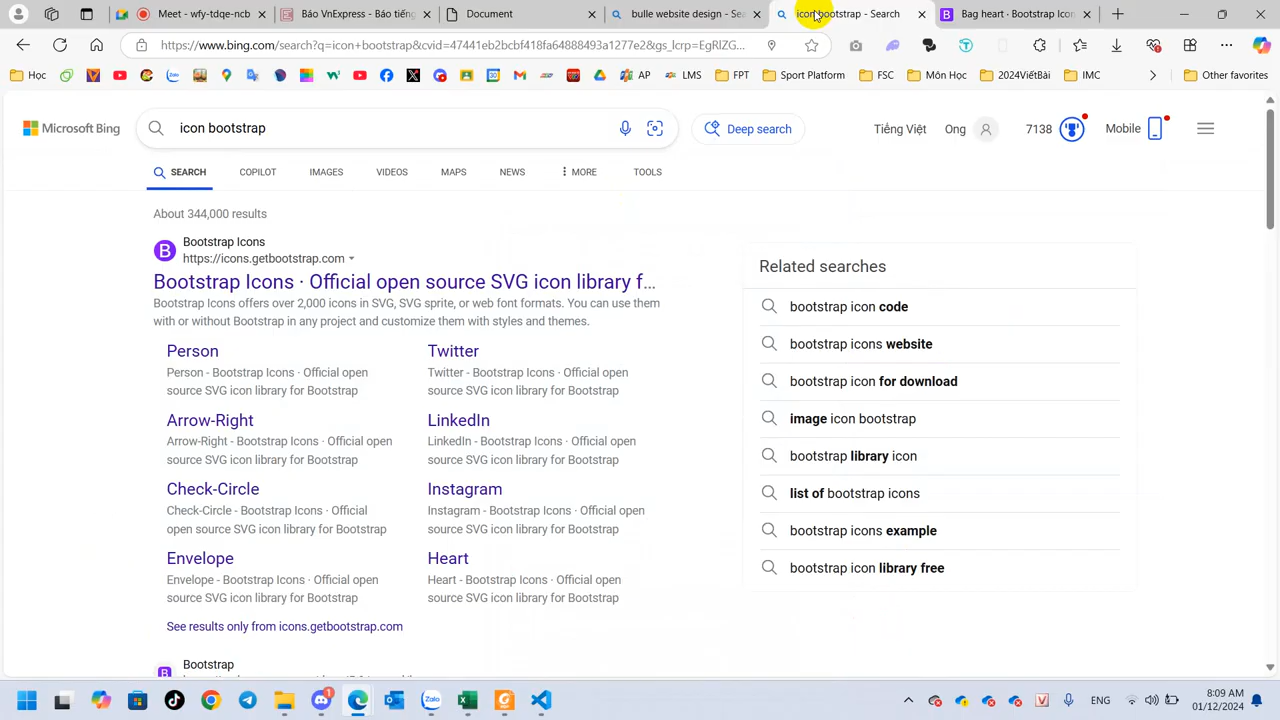 Meet - Lập trình Website và ứ
Báo Vietnam Express - Báo tiếng
Document
bulle website design - Sea
icon bootstrap - Search
Bag heart · Bootstrap Icon
https://www.bing.com/search?q=icon+bootstrap&cvid=47441eb2bcbf418fa64888493a1277e2&gs_lcrp=EgRlZG...
Học
AP
LMS
FPT
Sport Platform
FSC
Môn Học
2024ViếtBài
IMC
Other favorites
Microsoft Bing
icon bootstrap
Deep search
Tiếng Việt
Ong
7138
Mobile
SEARCH
COPILOT
IMAGES
VIDEOS
MAPS
NEWS
MORE
TOOLS
About 344,000 results
Bootstrap Icons
https://icons.getbootstrap.com
Bootstrap Icons · Official open source SVG icon library f…
Bootstrap Icons offers over 2,000 icons in SVG, SVG sprite, or web font formats. You can use them
with or without Bootstrap in any project and customize them with styles and themes.
Person
Person - Bootstrap Icons · Official open
source SVG icon library for Bootstrap
Twitter
Twitter - Bootstrap Icons · Official open
source SVG icon library for Bootstrap
Arrow-Right
Arrow-Right - Bootstrap Icons · Official open
source SVG icon library for Bootstrap
LinkedIn
LinkedIn - Bootstrap Icons · Official open
source SVG icon library for Bootstrap
Check-Circle
Check-Circle - Bootstrap Icons · Official
open source SVG icon library for Bootstrap
Instagram
Instagram - Bootstrap Icons · Official open
source SVG icon library for Bootstrap
Envelope
Envelope - Bootstrap Icons · Official open
source SVG icon library for Bootstrap
Heart
Heart - Bootstrap Icons · Official open
source SVG icon library for Bootstrap
See results only from icons.getbootstrap.com
Bootstrap
Related searches
bootstrap icon code
bootstrap icons website
bootstrap icon for download
image icon bootstrap
bootstrap library icon
list of bootstrap icons
bootstrap icons example
bootstrap icon library free
ENG
8:09 AM
01/12/2024